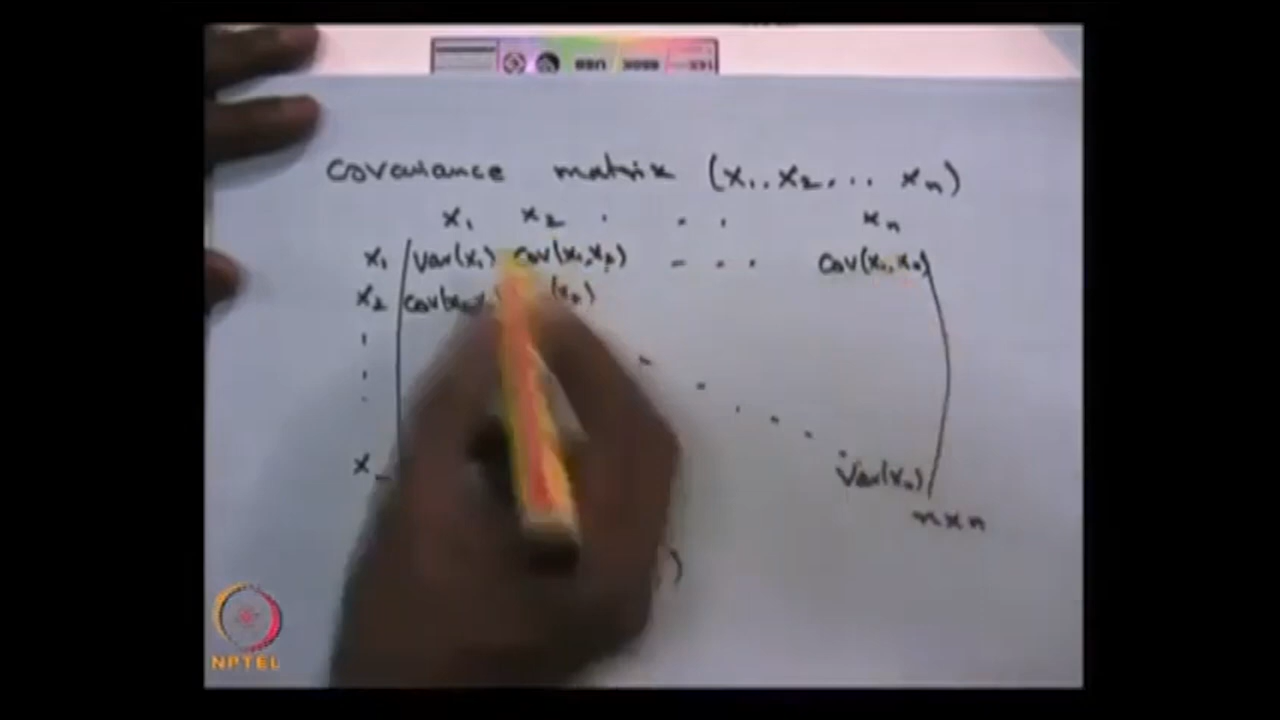 covariance matrix (x1, x2, ... xn)
x1 x2 . . . xn
x1 Var(x1) cov(x1,x2) - . . cov(x1,xn)
x2 (x2)
x
Var(xn)
n x n
)
NPTEL